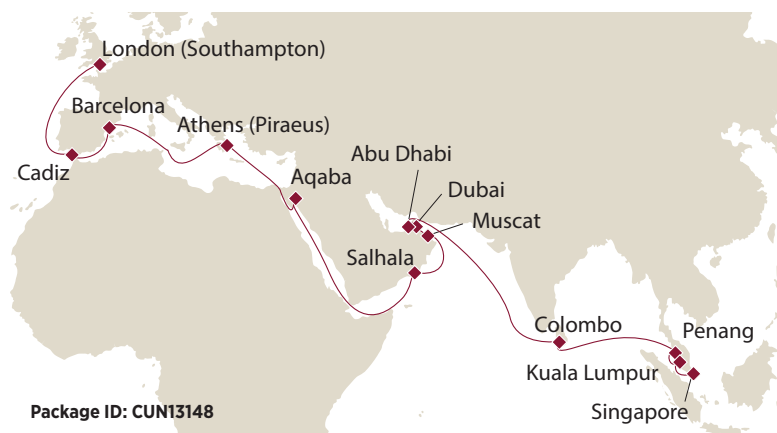 London (Southampton)
Barcelona
Athens (Piraeus)
Abu Dhabi
Cadiz
Aqaba
Dubai
Muscat
Salhala
Colombo
Penang
Kuala Lumpur
Singapore
Package ID: CUN13148